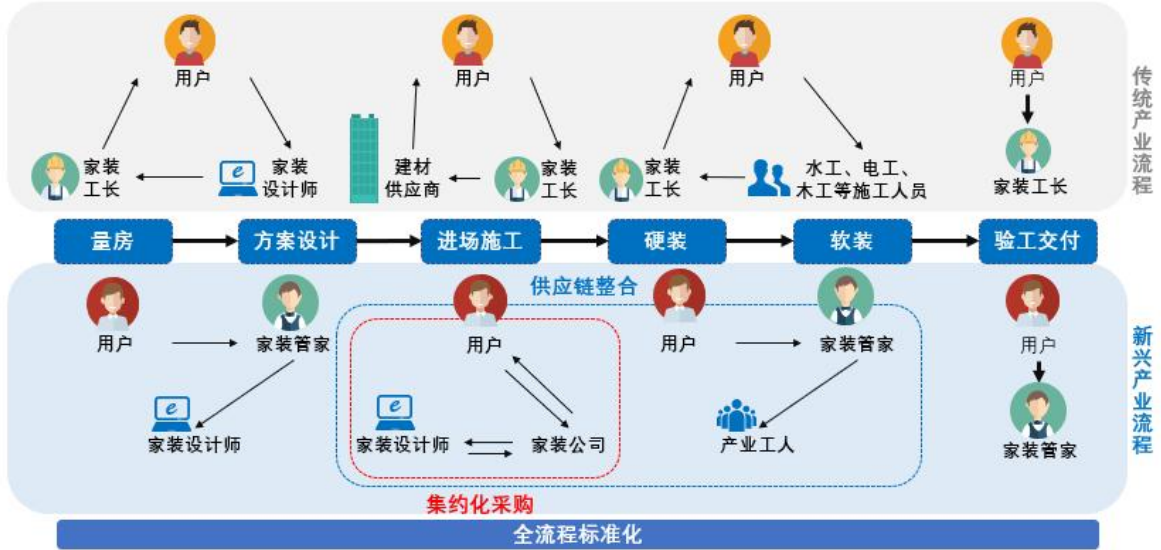 用户
用户
用户
用户
家装
工长
家装
设计师
建材
供应商
家装
工长
家装
工长
水工、电工、
木工等施工人员
家装工长
传统产业流程
量房
方案设计
进场施工
硬装
软装
验工交付
供应链整合
用户
家装管家
用户
用户
家装管家
用户
家装设计师
家装设计师
家装公司
产业工人
家装管家
新兴产业流程
集约化采购
全流程标准化